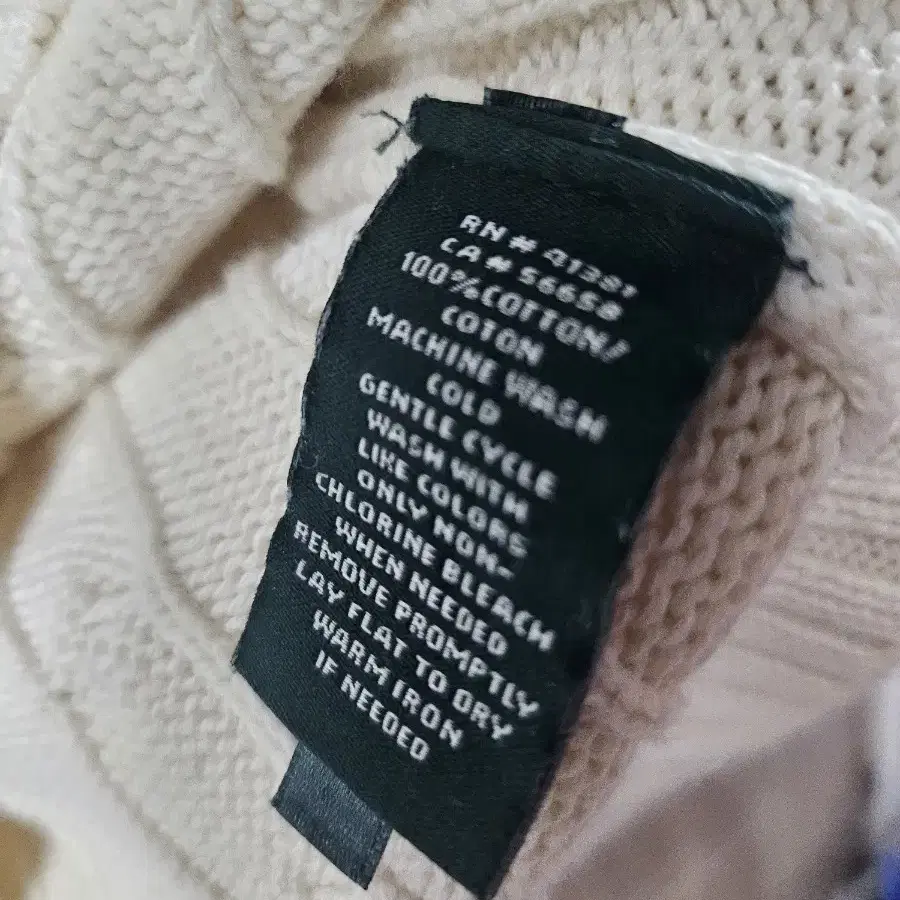 RN # 41381
CA # 56658
100%COTTON/
COTON
MACHINE WASH
COLD
GENTLE CYCLE
WASH WITH
LIKE COLORS
ONLY NON-
CHLORINE BLEACH
WHEN NEEDED
REMOVE PROMPTLY
LAY FLAT TO DRY
WARM IRON
IF NEEDED